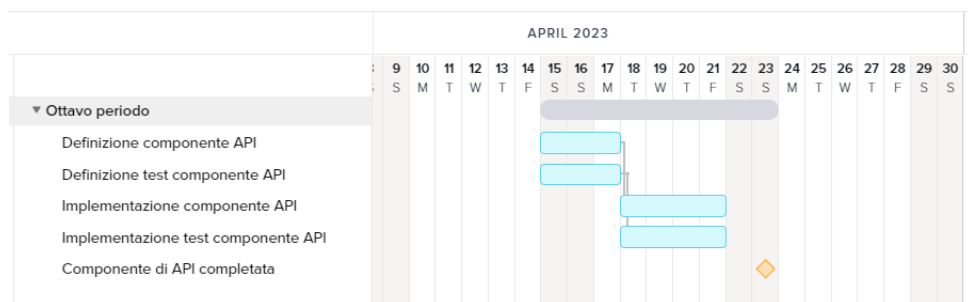 APRIL 2023
9 10 11 12 13 14 15 16 17 18 19 20 21 22 23 24 25 26 27 28 29 30
S M T W T F S S M T W T F S S M T W T F S S
Ottavo periodo
Definizione componente API
Definizione test componente API
Implementazione componente API
Implementazione test componente API
Componente di API completata